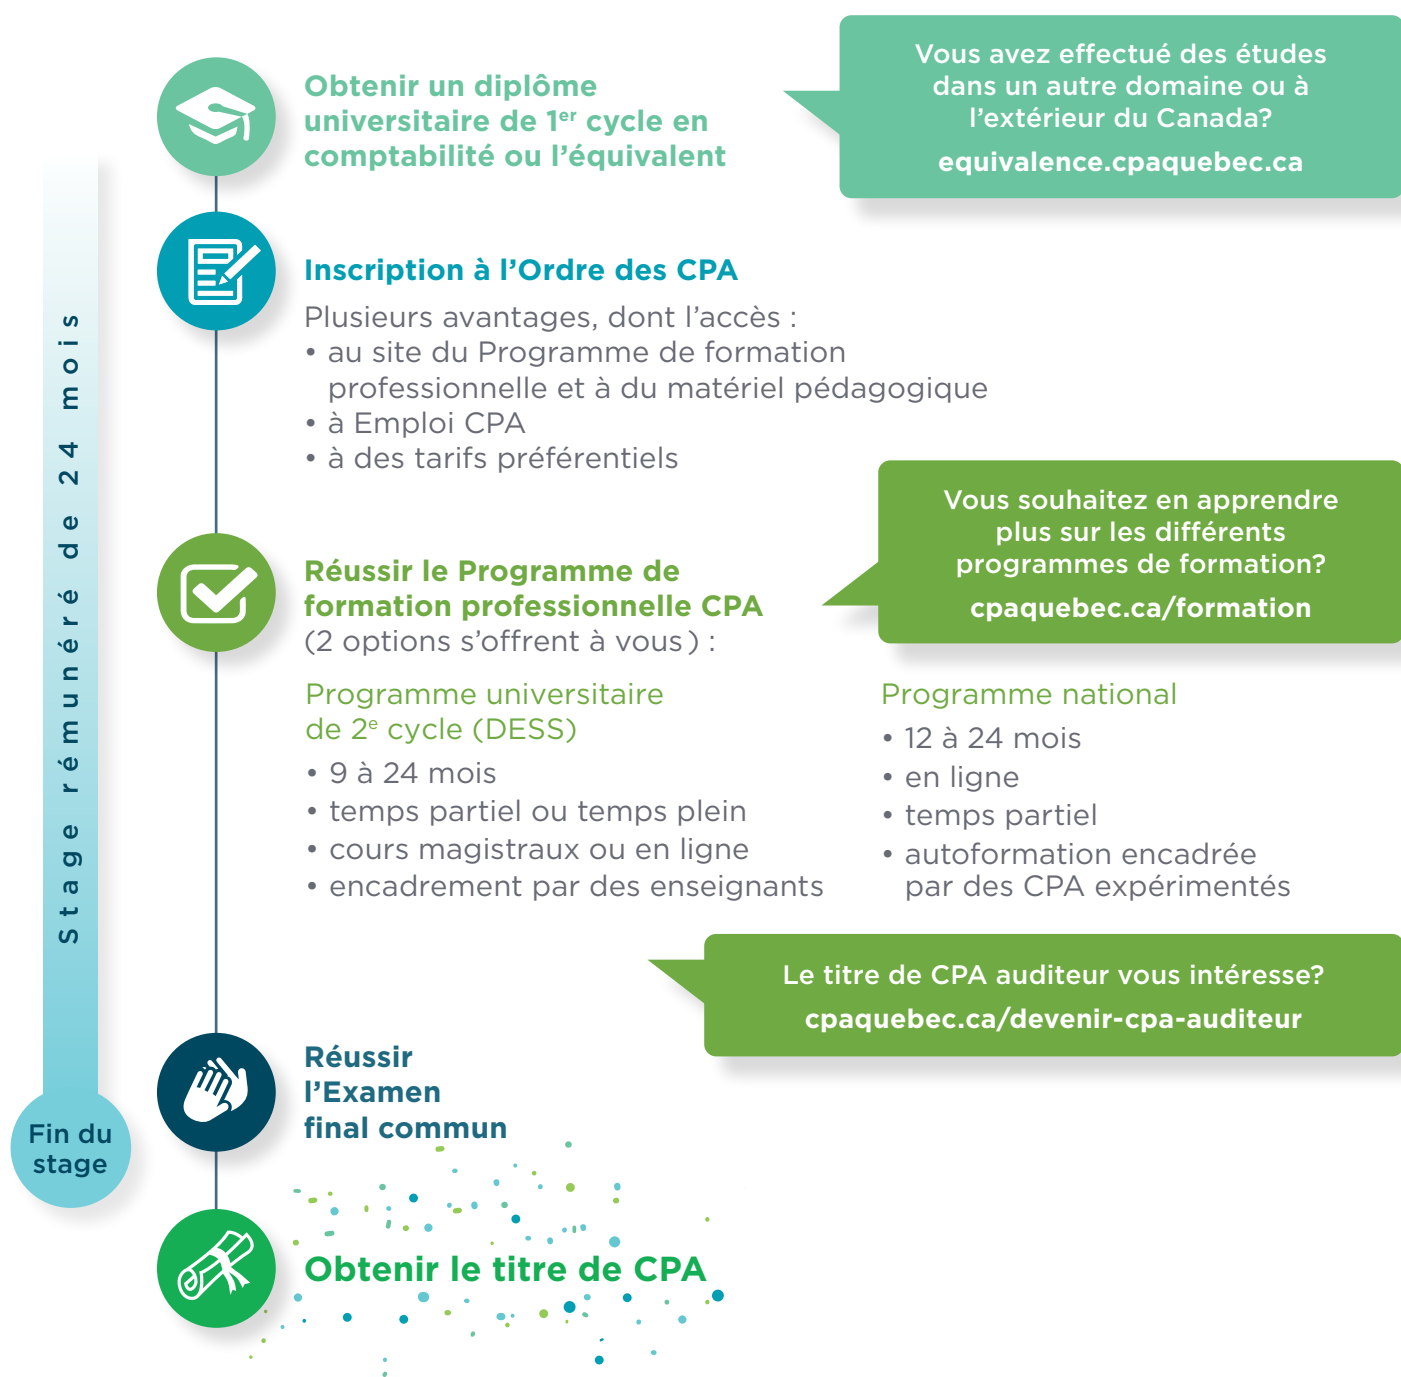 Obtenir un diplôme
universitaire de 1er cycle en
comptabilité ou l’équivalent
Vous avez effectué des études
dans un autre domaine ou à
l’extérieur du Canada?
equivalence.cpaquebec.ca
Inscription à l’Ordre des CPA
Plusieurs avantages, dont l’accès :
• au site du Programme de formation
professionnelle et à du matériel pédagogique
• à Emploi CPA
• à des tarifs préférentiels
Réussir le Programme de
formation professionnelle CPA
(2 options s’offrent à vous) :
Vous souhaitez en apprendre
plus sur les différents
programmes de formation?
cpaquebec.ca/formation
Programme universitaire
de 2e cycle (DESS)
• 9 à 24 mois
• temps partiel ou temps plein
• cours magistraux ou en ligne
• encadrement par des enseignants
Programme national
• 12 à 24 mois
• en ligne
• temps partiel
• autoformation encadrée
par des CPA expérimentés
Le titre de CPA auditeur vous intéresse?
cpaquebec.ca/devenir-cpa-auditeur
Réussir
l’Examen
final commun
Obtenir le titre de CPA
Stage rémunéré de 24 mois
Fin du
stage